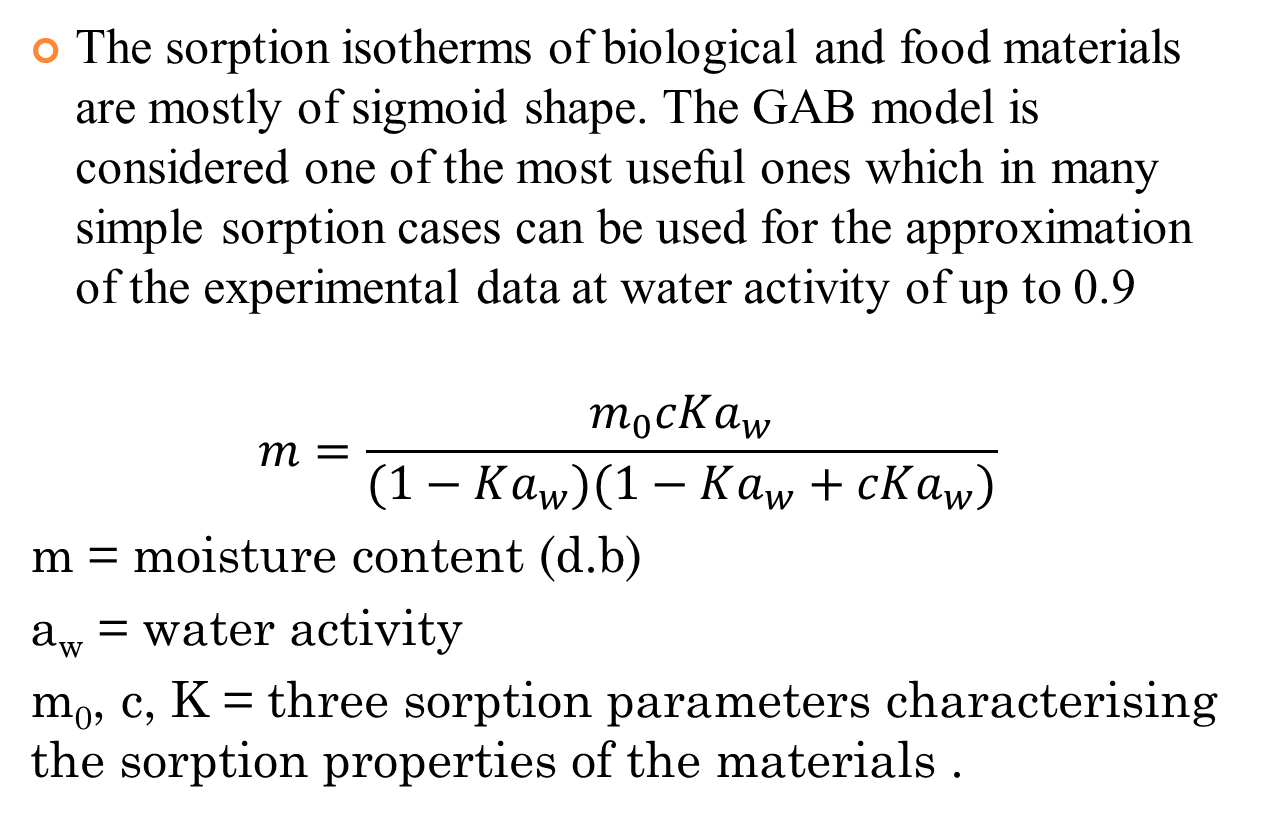 The sorption isotherms of biological and food materials
are mostly of sigmoid shape. The GAB model is
considered one of the most useful ones which in many
simple sorption cases can be used for the approximation
of the experimental data at water activity of up to 0.9
m = m₀cKa_w / (1 − Ka_w)(1 − Ka_w + cKa_w)
m = moisture content (d.b)
a_w = water activity
m₀, c, K = three sorption parameters characterising
the sorption properties of the materials .